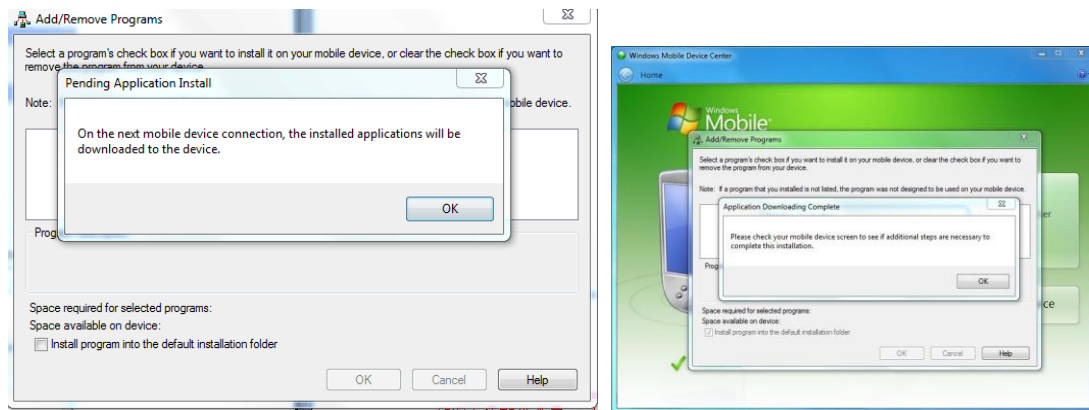 Add/Remove Programs
Select a program's check box if you want to install it on your mobile device, or clear the check box if you want to
remove the program from your device.
Pending Application Install
Note:
mobile device.
On the next mobile device connection, the installed applications will be
downloaded to the device.
OK
Prog
Space required for selected programs:
Space available on device:
Install program into the default installation folder
OK
Cancel
Help
Windows Mobile Device Center
Home
Windows
Mobile
Add/Remove Programs
Select a program's check box if you want to install it on your mobile device, or clear the check box if you want to
remove the program from your device.
Note: If a program that you installed is not listed, the program was not designed to be used on your mobile device.
Application Downloading Complete
Please check your mobile device screen to see if additional steps are necessary to
complete this installation.
OK
Prog
er
ce
Space required for selected programs:
Space available on device:
Install program into the default installation folder
OK
Cancel
Help